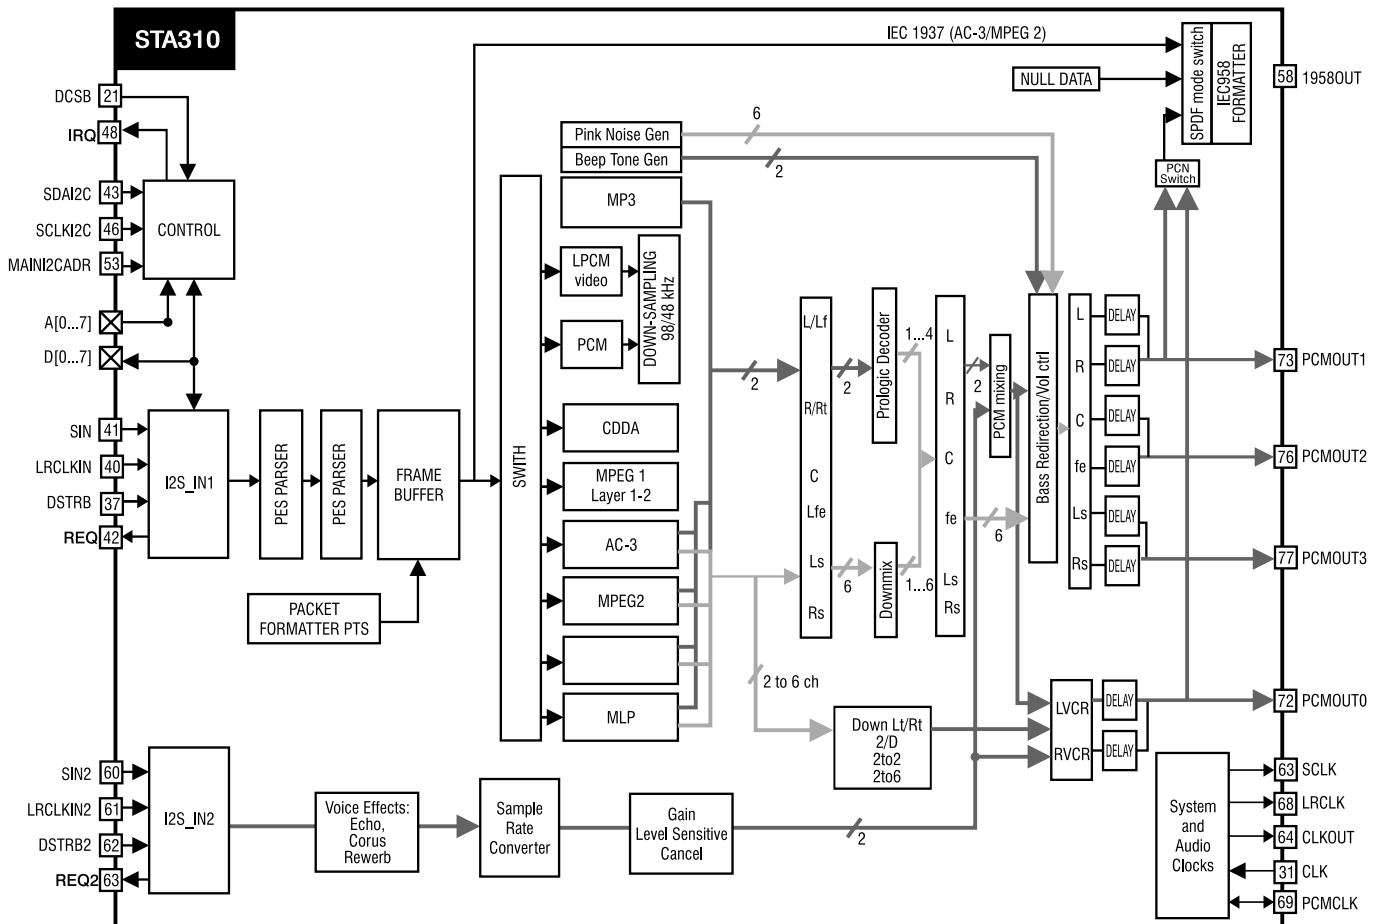 STA310
IEC 1937 (AC-3/MPEG 2)
NULL DATA
SPDF mode switch
IEC958
FORMATTER
58
1958OUT
DCSB
21
IRQ
48
SDAI2C
43
SCLKI2C
46
MAINI2CADR
53
A[0...7]
D[0...7]
CONTROL
SIN
41
LRCLKIN
40
DSTRB
37
REQ
42
I2S_IN1
PES PARSER
PES PARSER
FRAME
BUFFER
PACKET
FORMATTER PTS
SWITH
Pink Noise Gen
Beep Tone Gen
6
2
MP3
LPCM
video
PCM
DOWN-SAMPLING
98/48 kHz
CDDA
MPEG 1
Layer 1-2
AC-3
MPEG2
MLP
2
2 to 6 ch
L/Lf
R/Rt
C
Lfe
Ls
Rs
2
6
Prologic Decoder
Downmix
1...4
1...6
L
R
C
fe
Ls
Rs
2
6
PCM mixing
Bass Redirection/Vol ctrl
L
R
C
fe
Ls
Rs
DELAY
DELAY
DELAY
DELAY
DELAY
DELAY
PCN
Switch
73
PCMOUT1
76
PCMOUT2
77
PCMOUT3
Down Lt/Rt
2/D
2to2
2to6
LVCR
RVCR
DELAY
DELAY
72
PCMOUT0
SIN2
60
LRCLKIN2
61
DSTRB2
62
REQ2
63
I2S_IN2
Voice Effects:
Echo,
Corus
Rewerb
Sample
Rate
Converter
Gain
Level Sensitive
Cancel
2
System
and
Audio
Clocks
63
SCLK
68
LRCLK
64
CLKOUT
31
CLK
69
PCMCLK